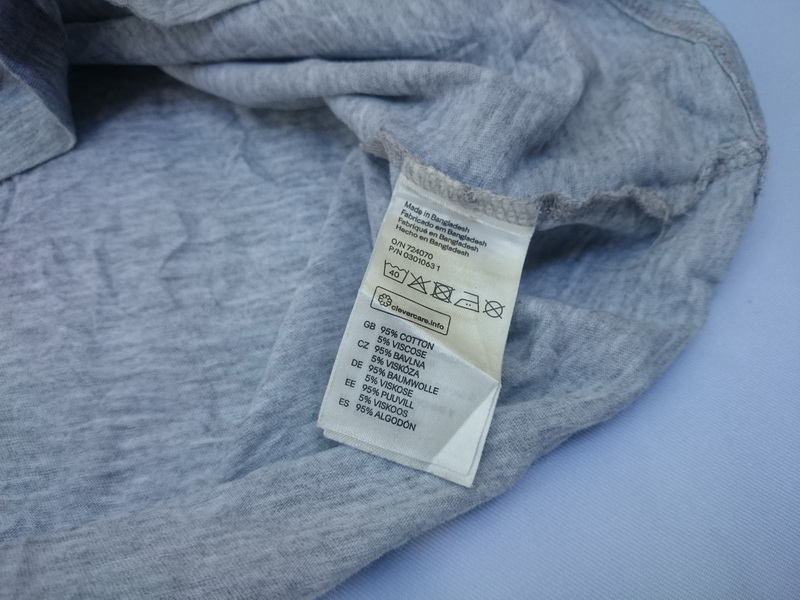 Made in Bangladesh
Fabricado em Bangladesh
Fabriqué en Bangladesh
Hecho en Bangladesh
O/N 724070
P/N 0301063 1
40
clevercare.info
GB 95% COTTON
5% VISCOSE
CZ 95% BAVLNA
5% VISKÓZA
DE 95% BAUMWOLLE
5% VISKOSE
EE 95% PUUVILL
5% VISKOOS
ES 95% ALGODÓN